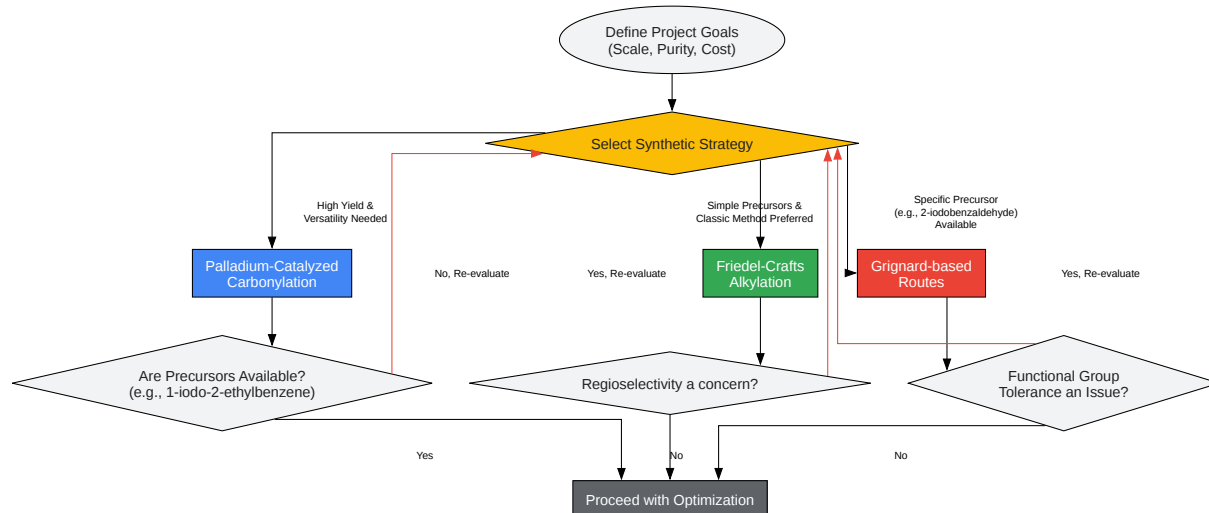 Define Project Goals
(Scale, Purity, Cost)
Select Synthetic Strategy
High Yield &
Versatility Needed
Simple Precursors &
Classic Method Preferred
Specific Precursor
(e.g., 2-iodobenzaldehyde)
Available
Palladium-Catalyzed
Carbonylation
No, Re-evaluate
Yes, Re-evaluate
Friedel-Crafts
Alkylation
Grignard-based
Routes
Yes, Re-evaluate
Are Precursors Available?
(e.g., 1-iodo-2-ethylbenzene)
Regioselectivity a concern?
Functional Group
Tolerance an Issue?
Yes
No
No
Proceed with Optimization